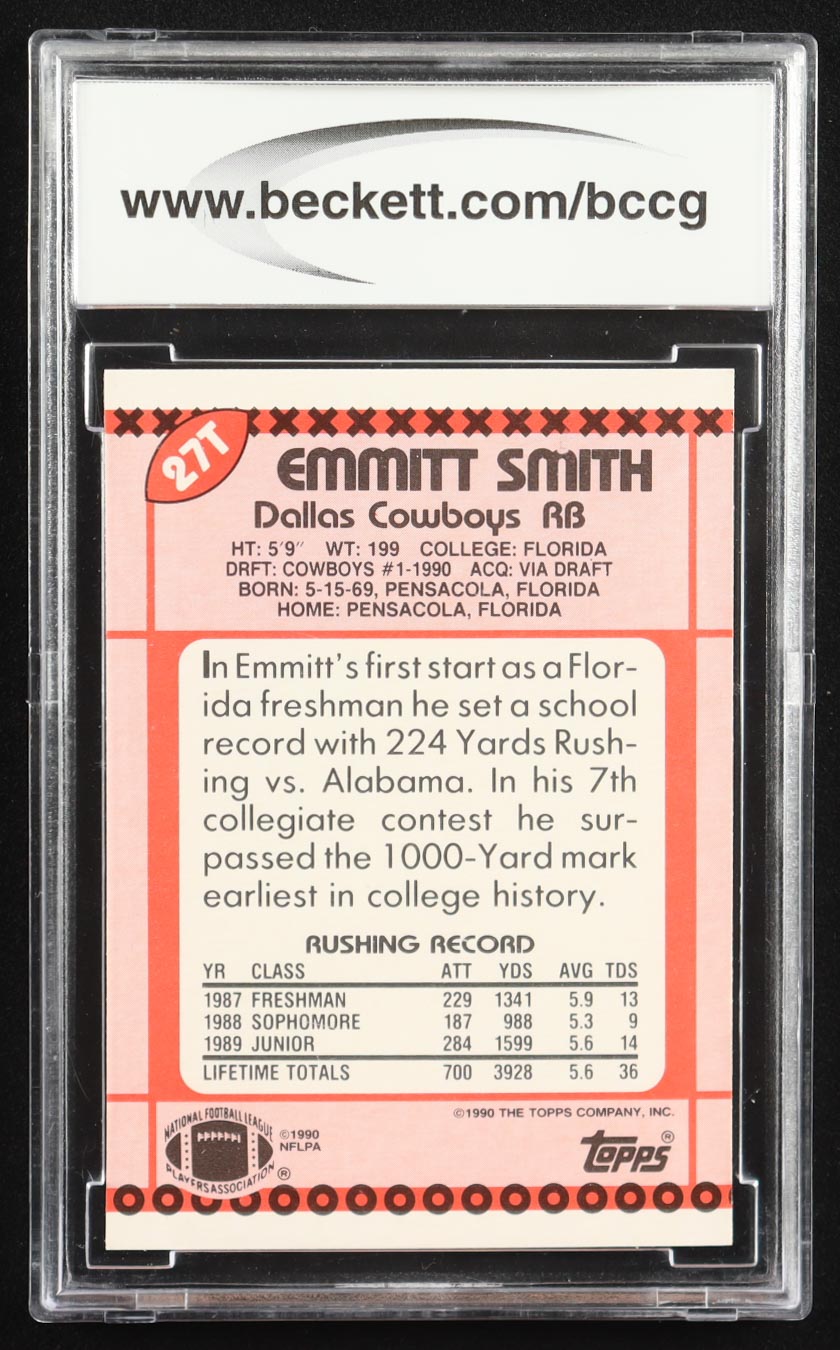 www.beckett.com/bccg
27T
EMMITT SMITH
Dallas Cowboys RB
HT: 5'9" WT: 199 COLLEGE: FLORIDA
DRFT: COWBOYS #1-1990 ACQ: VIA DRAFT
BORN: 5-15-69, PENSACOLA, FLORIDA
HOME: PENSACOLA, FLORIDA
In Emmitt's first start as a Flor-
ida freshman he set a school
record with 224 Yards Rush-
ing vs. Alabama. In his 7th
collegiate contest he sur-
passed the 1000-Yard mark
earliest in college history.
RUSHING RECORD
YR CLASS ATT YDS AVG TDS
1987 FRESHMAN 229 1341 5.9 13
1988 SOPHOMORE 187 988 5.3 9
1989 JUNIOR 284 1599 5.6 14
LIFETIME TOTALS 700 3928 5.6 36
©1990 THE TOPPS COMPANY, INC.
NATIONAL FOOTBALL LEAGUE
PLAYERS ASSOCIATION ®
©1990
NFLPA
TOPPS ®